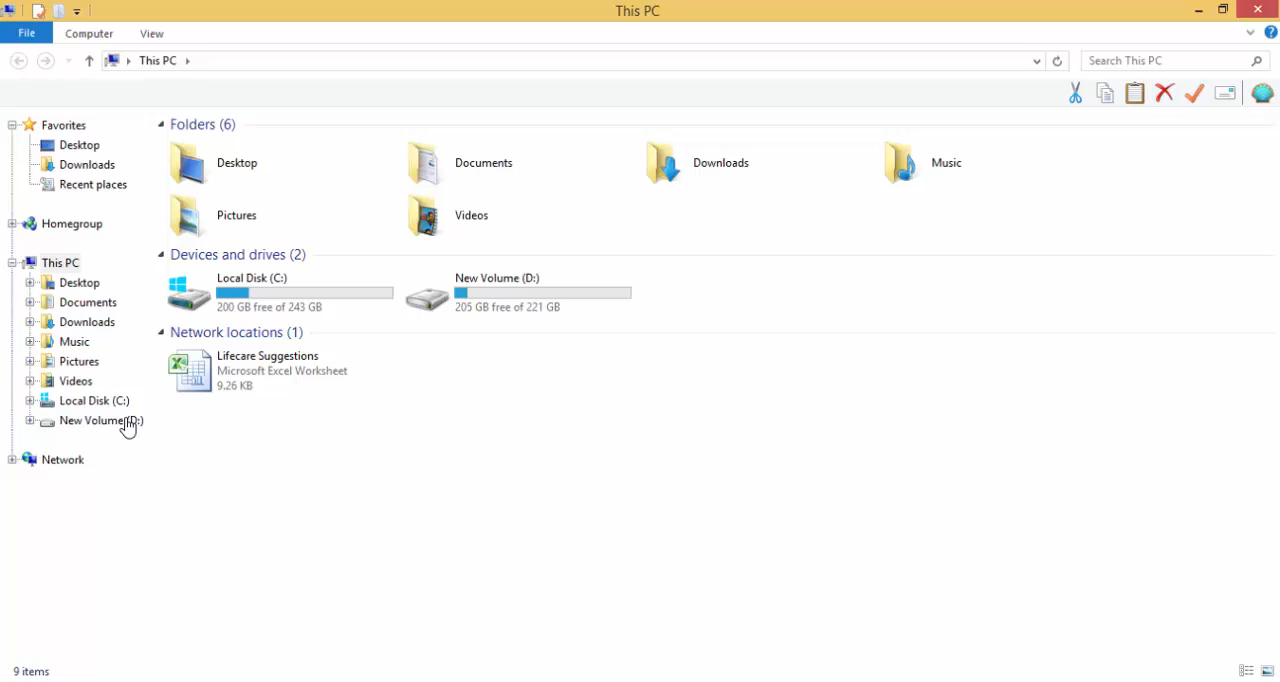 This PC
File
Computer
View
This PC
Search This PC
Favorites
Desktop
Downloads
Recent places
Homegroup
This PC
Desktop
Documents
Downloads
Music
Pictures
Videos
Local Disk (C:)
New Volume (D:)
Network
Folders (6)
Desktop
Documents
Downloads
Music
Pictures
Videos
Devices and drives (2)
Local Disk (C:)
200 GB free of 243 GB
New Volume (D:)
205 GB free of 221 GB
Network locations (1)
Lifecare Suggestions
Microsoft Excel Worksheet
9.26 KB
9 items